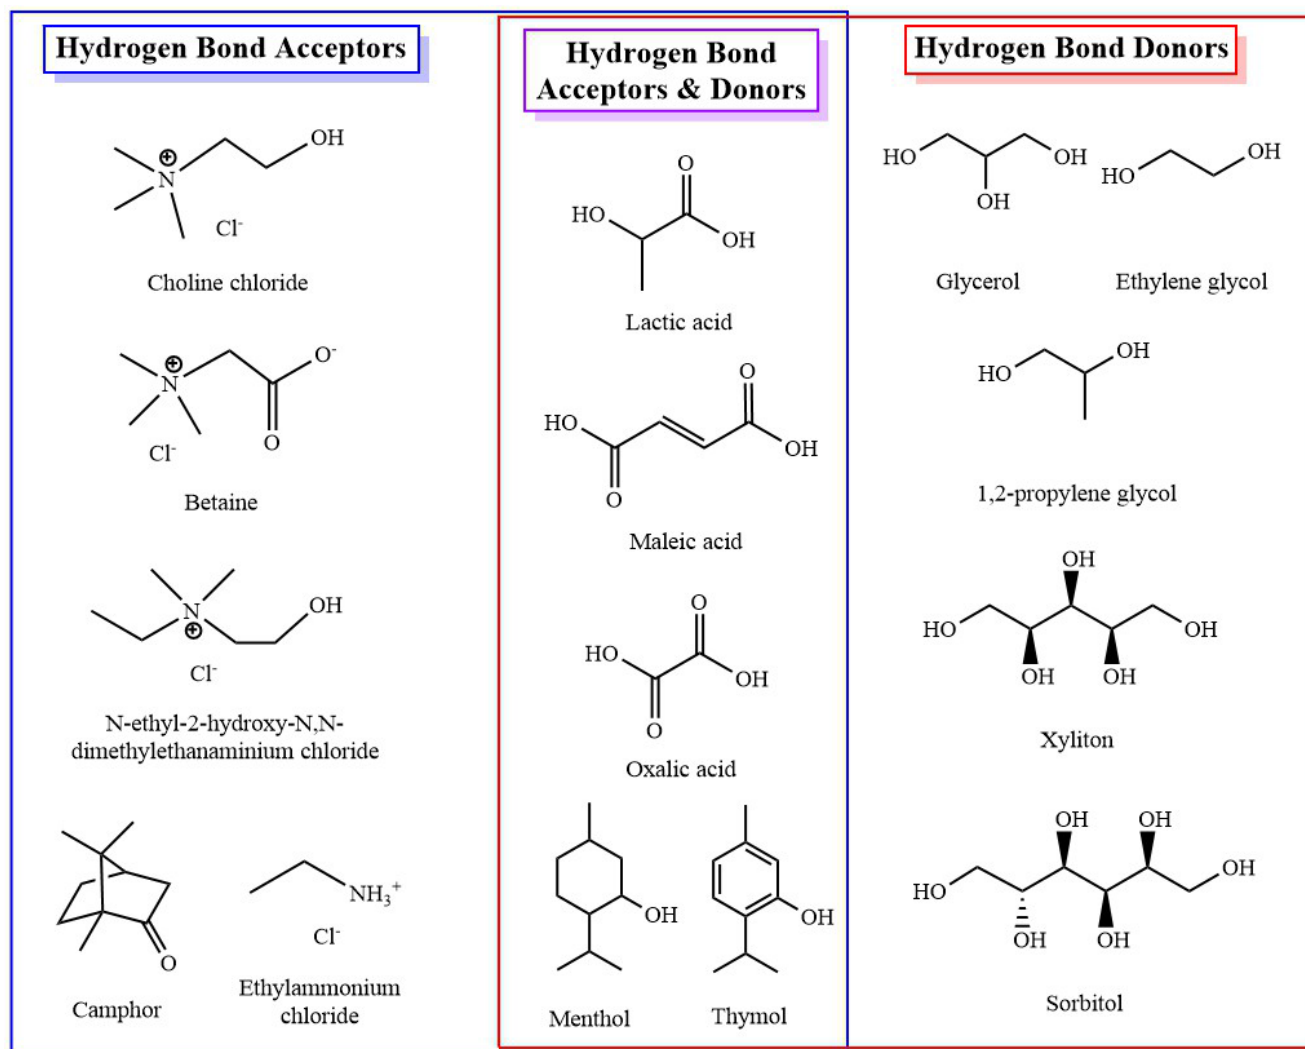 Hydrogen Bond Acceptors
OH
N
⊕
Cl-
Choline chloride
O-
N
⊕
Cl-
O
Betaine
N
⊕
OH
Cl-
N-ethyl-2-hydroxy-N,N-
dimethylethanaminium chloride
O
Camphor
NH3+
Cl-
Ethylammonium
chloride
Hydrogen Bond
Acceptors & Donors
O
HO
OH
Lactic acid
O
HO
OH
O
Maleic acid
O
HO
OH
O
Oxalic acid
OH
Menthol
OH
Thymol
Hydrogen Bond Donors
HO
OH
OH
Glycerol
OH
HO
Ethylene glycol
OH
HO
1,2-propylene glycol
OH
HO
OH
OH
OH
Xyliton
OH
OH
HO
OH
OH
OH
Sorbitol